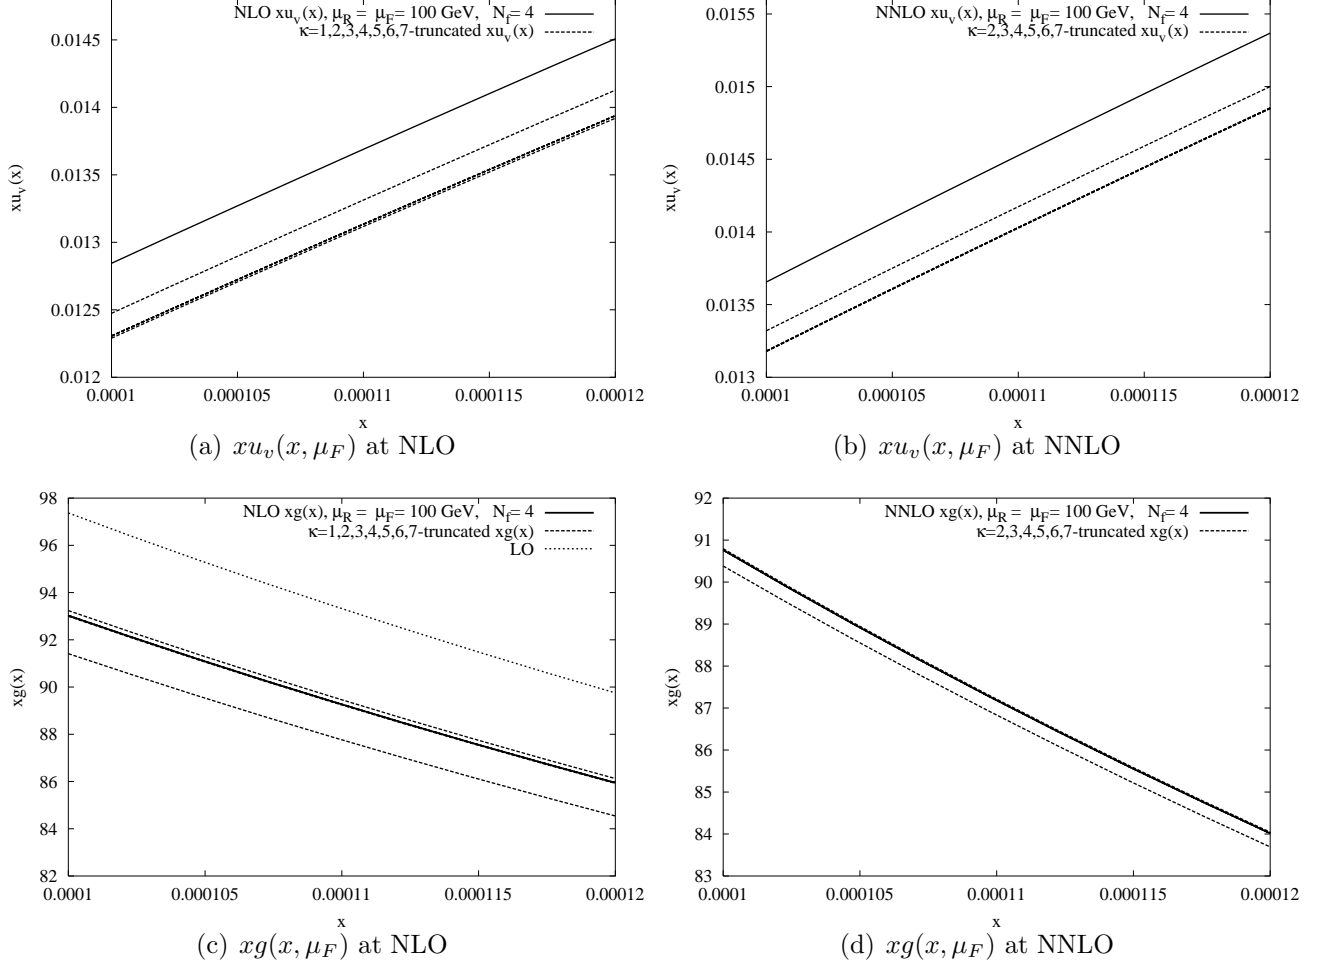 NLO xu_v(x), μ_R = μ_F= 100 GeV, N_f= 4
κ=1,2,3,4,5,6,7-truncated xu_v(x)
0.0145
0.014
0.0135
0.013
0.0125
0.012
xu_v(x)
0.0001 0.000105 0.00011 0.000115 0.00012
x
(a) xu_v(x, μ_F) at NLO
NNLO xu_v(x), μ_R = μ_F= 100 GeV, N_f= 4
κ=2,3,4,5,6,7-truncated xu_v(x)
0.0155
0.015
0.0145
0.014
0.0135
0.013
xu_v(x)
0.0001 0.000105 0.00011 0.000115 0.00012
x
(b) xu_v(x, μ_F) at NNLO
NLO xg(x), μ_R = μ_F= 100 GeV, N_f= 4
κ=1,2,3,4,5,6,7-truncated xg(x)
LO
98
96
94
92
90
88
86
84
82
xg(x)
0.0001 0.000105 0.00011 0.000115 0.00012
x
(c) xg(x, μ_F) at NLO
NNLO xg(x), μ_R = μ_F= 100 GeV, N_f= 4
κ=2,3,4,5,6,7-truncated xg(x)
92
91
90
89
88
87
86
85
84
83
xg(x)
0.0001 0.000105 0.00011 0.000115 0.00012
x
(d) xg(x, μ_F) at NNLO